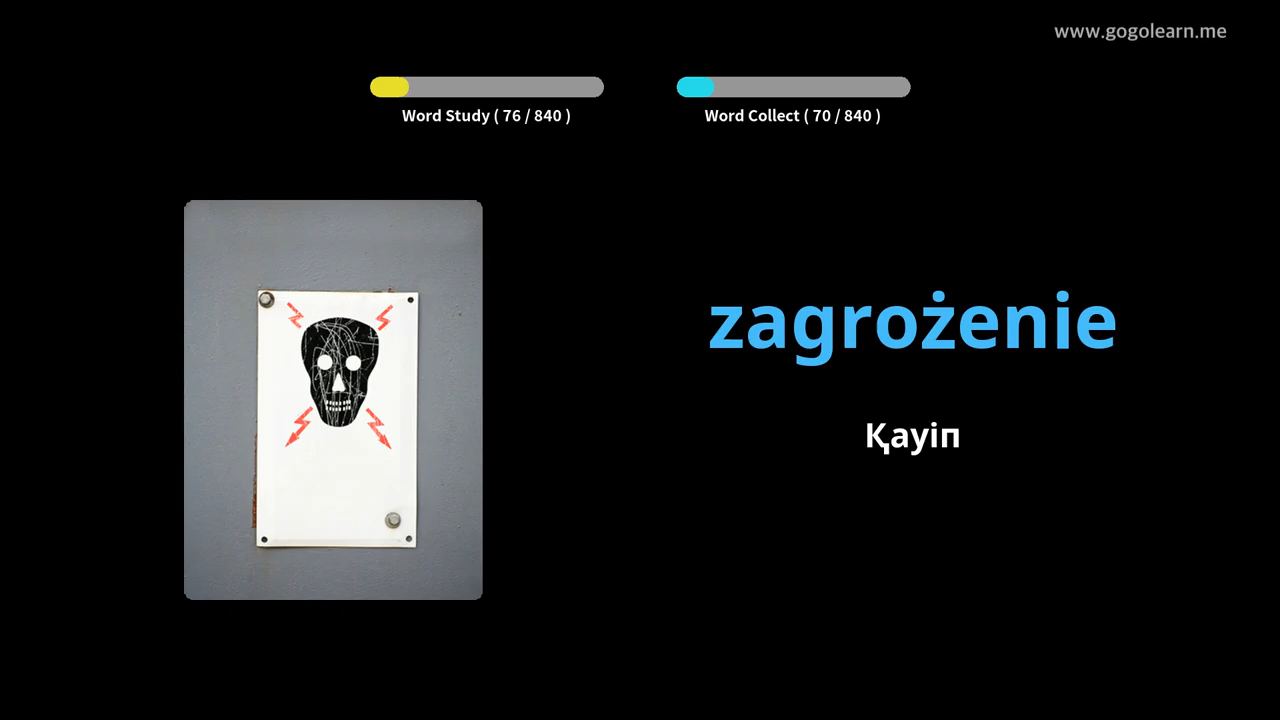 www.gogolearn.me
Word Study ( 76 / 840 )
Word Collect ( 70 / 840 )
zagrożenie
Қауіп